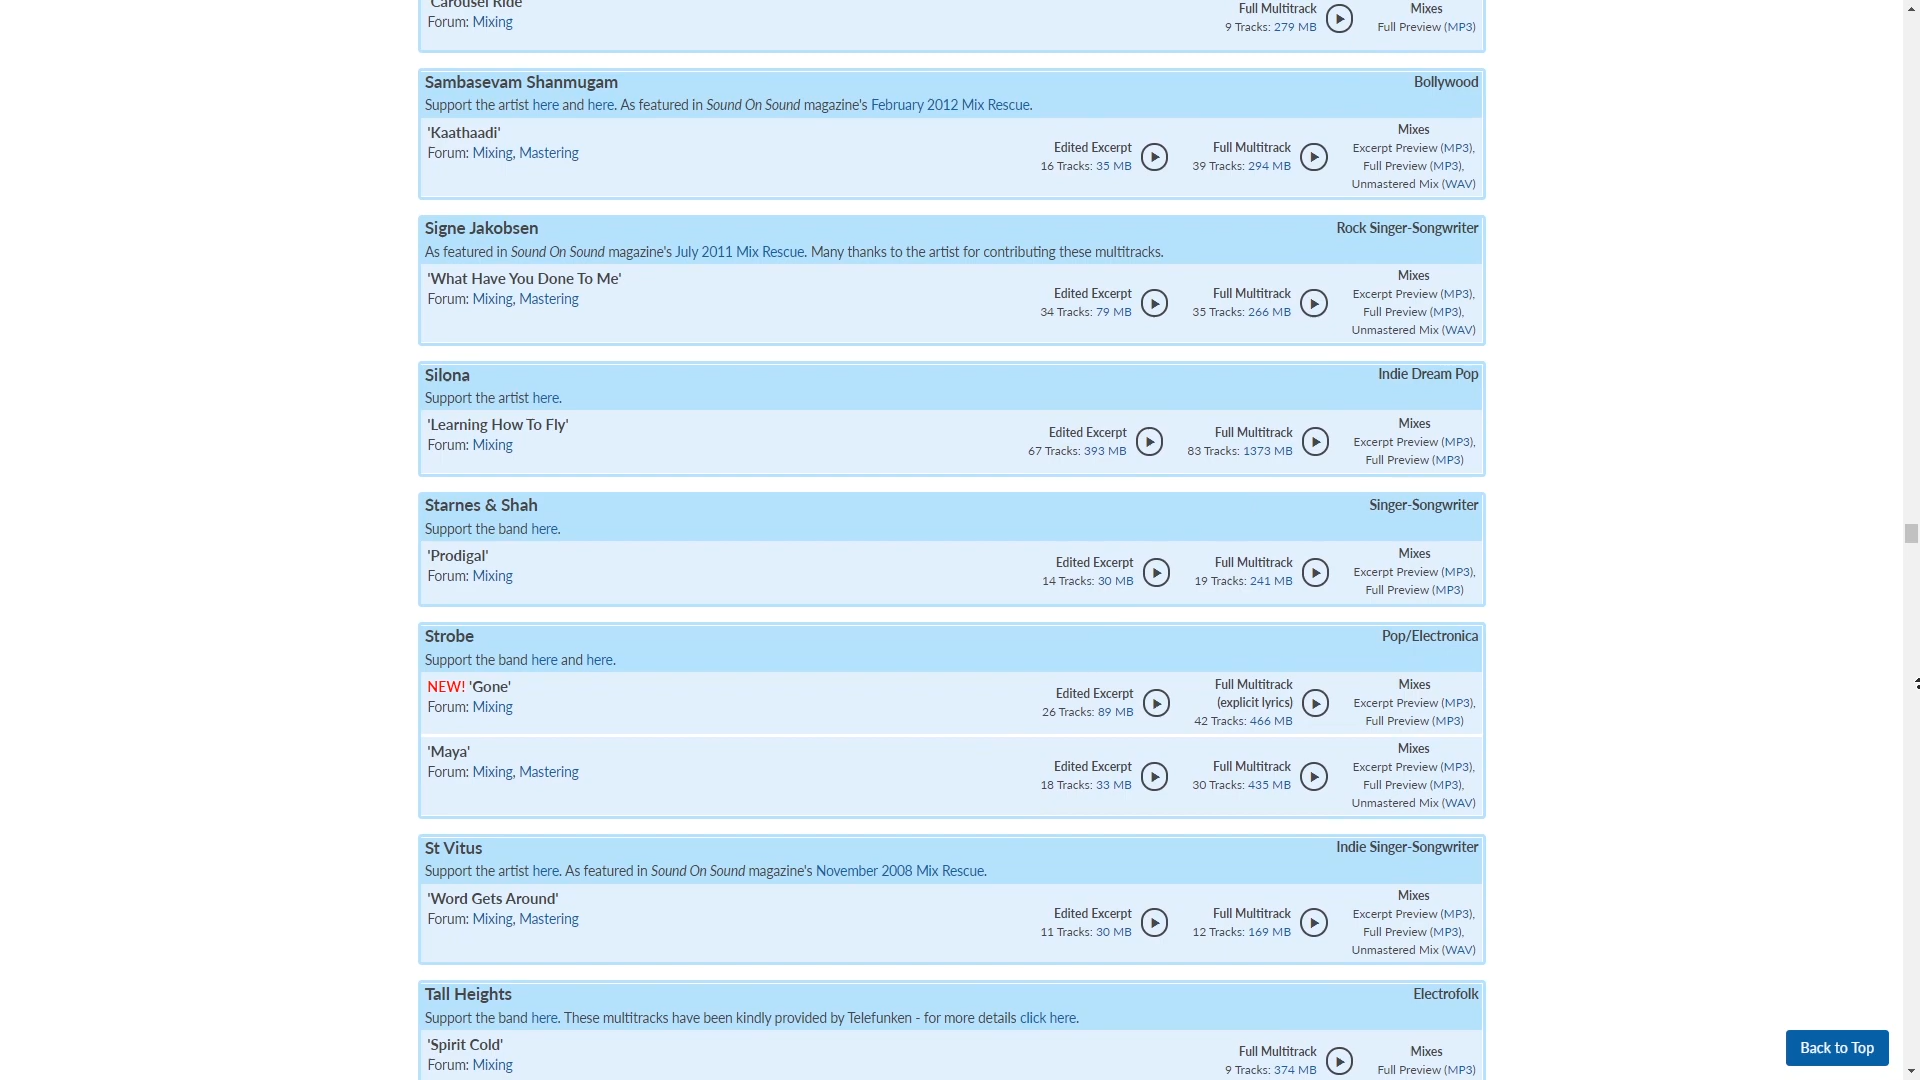 'Carousel Ride'
Forum: Mixing
Full Multitrack
9 Tracks: 279 MB
Mixes
Full Preview (MP3)
Sambasevam Shanmugam
Bollywood
Support the artist here and here. As featured in Sound On Sound magazine's February 2012 Mix Rescue.
'Kaathaadi'
Forum: Mixing, Mastering
Edited Excerpt
16 Tracks: 35 MB
Full Multitrack
39 Tracks: 294 MB
Mixes
Excerpt Preview (MP3),
Full Preview (MP3),
Unmastered Mix (WAV)
Signe Jakobsen
Rock Singer-Songwriter
As featured in Sound On Sound magazine's July 2011 Mix Rescue. Many thanks to the artist for contributing these multitracks.
'What Have You Done To Me'
Forum: Mixing, Mastering
Edited Excerpt
34 Tracks: 79 MB
Full Multitrack
35 Tracks: 266 MB
Mixes
Excerpt Preview (MP3),
Full Preview (MP3),
Unmastered Mix (WAV)
Silona
Indie Dream Pop
Support the artist here.
'Learning How To Fly'
Forum: Mixing
Edited Excerpt
67 Tracks: 393 MB
Full Multitrack
83 Tracks: 1373 MB
Mixes
Excerpt Preview (MP3),
Full Preview (MP3)
Starnes & Shah
Singer-Songwriter
Support the band here.
'Prodigal'
Forum: Mixing
Edited Excerpt
14 Tracks: 30 MB
Full Multitrack
19 Tracks: 241 MB
Mixes
Excerpt Preview (MP3),
Full Preview (MP3)
Strobe
Pop/Electronica
Support the band here and here.
NEW! 'Gone'
Forum: Mixing
Edited Excerpt
26 Tracks: 89 MB
Full Multitrack
(explicit lyrics)
42 Tracks: 466 MB
Mixes
Excerpt Preview (MP3),
Full Preview (MP3)
'Maya'
Forum: Mixing, Mastering
Edited Excerpt
18 Tracks: 33 MB
Full Multitrack
30 Tracks: 435 MB
Mixes
Excerpt Preview (MP3),
Full Preview (MP3),
Unmastered Mix (WAV)
St Vitus
Indie Singer-Songwriter
Support the artist here. As featured in Sound On Sound magazine's November 2008 Mix Rescue.
'Word Gets Around'
Forum: Mixing, Mastering
Edited Excerpt
11 Tracks: 30 MB
Full Multitrack
12 Tracks: 169 MB
Mixes
Excerpt Preview (MP3),
Full Preview (MP3),
Unmastered Mix (WAV)
Tall Heights
Electrofolk
Support the band here. These multitracks have been kindly provided by Telefunken - for more details click here.
'Spirit Cold'
Forum: Mixing
Full Multitrack
9 Tracks: 374 MB
Mixes
Full Preview (MP3)
Back to Top